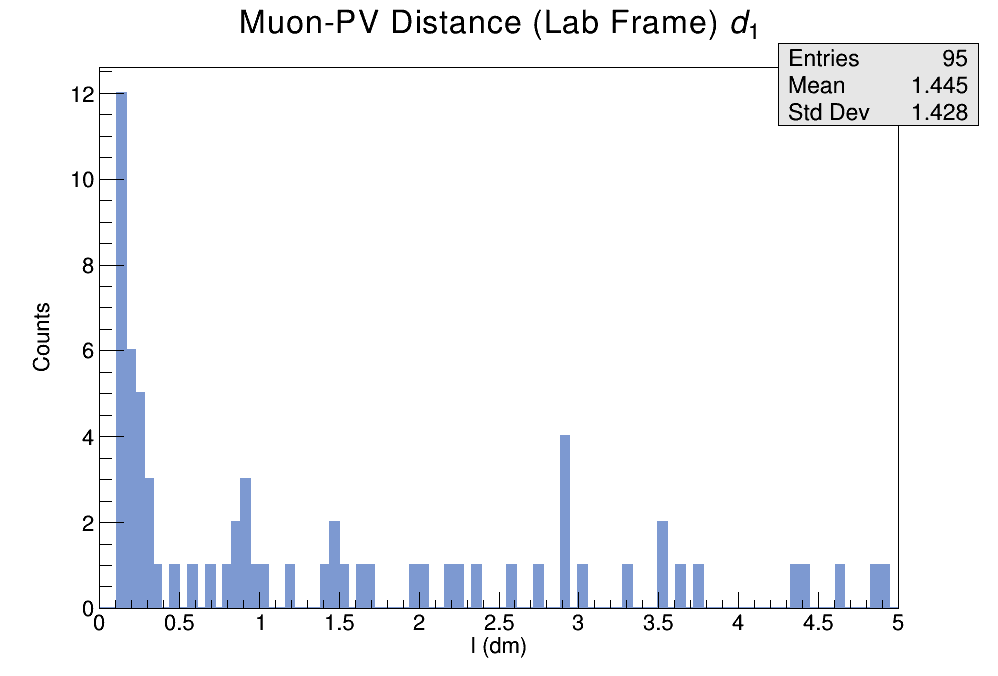 Muon-PV Distance (Lab Frame) d₁
Entries 95
Mean 1.445
Std Dev 1.428
Counts
12
10
8
6
4
2
0
0 0.5 1 1.5 2 2.5 3 3.5 4 4.5 5
l (dm)